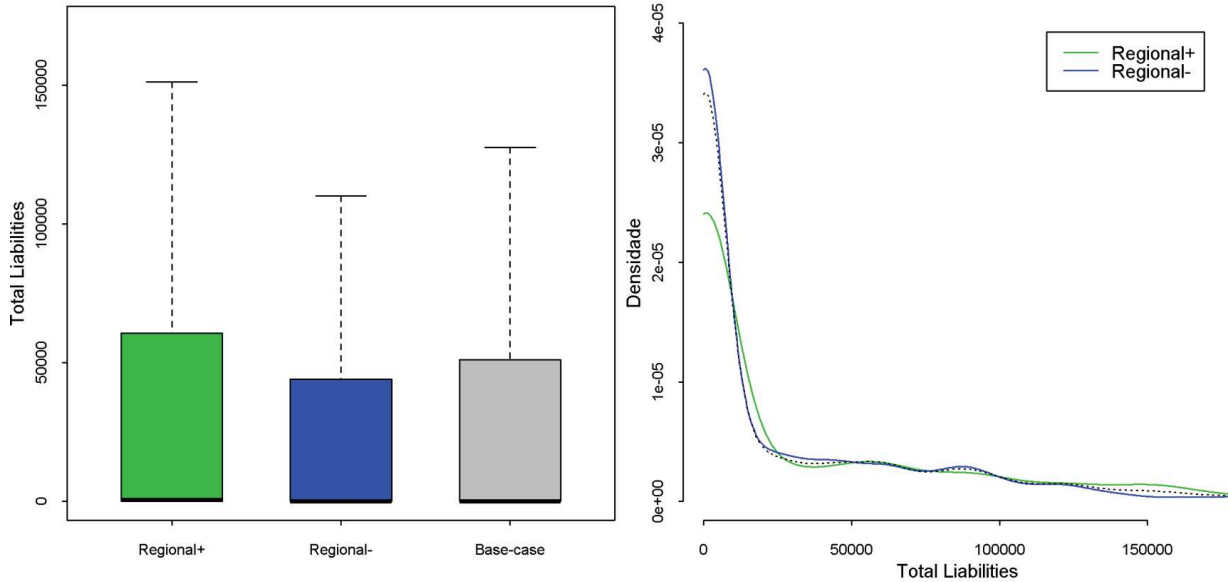 Total Liabilities
150000
100000
50000
0
Regional+
Regional-
Base-case
Densidade
4e-05
3e-05
2e-05
1e-05
0e+00
Regional+
Regional-
0
50000
100000
150000
Total Liabilities